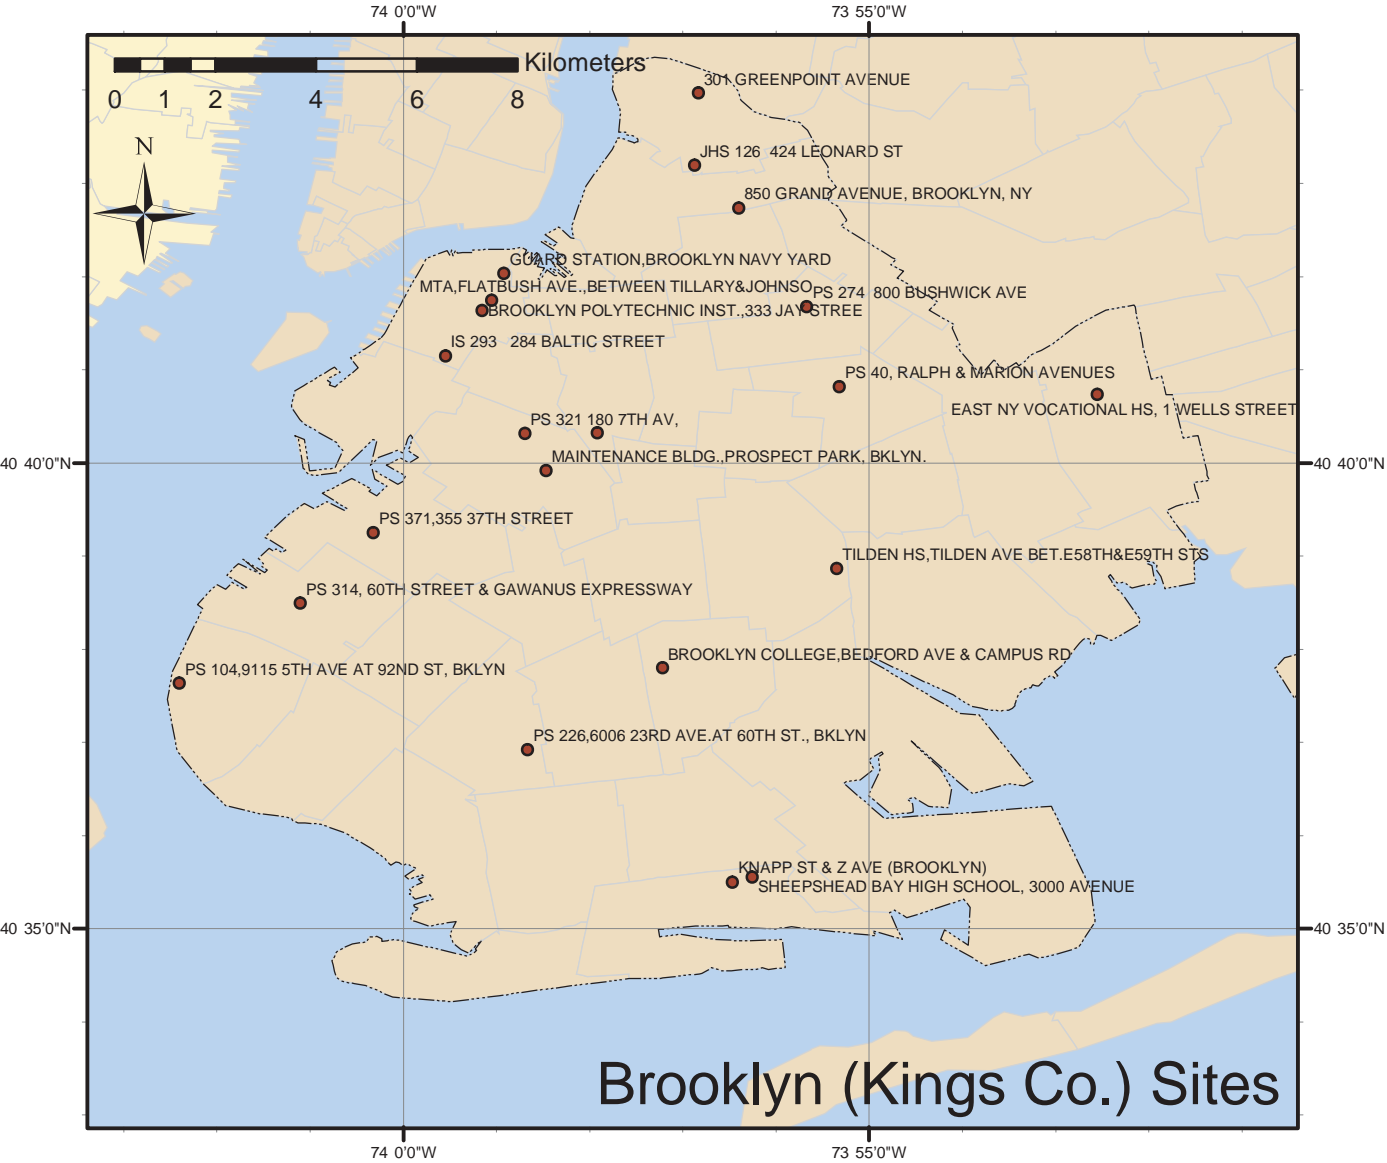 74 0'0"W 73 55'0"W
Kilometers
0 1 2 4 6 8
N
301 GREENPOINT AVENUE
JHS 126 424 LEONARD ST
850 GRAND AVENUE, BROOKLYN, NY
GUARD STATION,BROOKLYN NAVY YARD
MTA,FLATBUSH AVE.,BETWEEN TILLARY&JOHNSO
PS 274 800 BUSHWICK AVE
BROOKLYN POLYTECHNIC INST.,333 JAY STREE
IS 293 284 BALTIC STREET
PS 40, RALPH & MARION AVENUES
EAST NY VOCATIONAL HS, 1 WELLS STREET
PS 321 180 7TH AV,
MAINTENANCE BLDG.,PROSPECT PARK, BKLYN.
40 40'0"N 40 40'0"N
PS 371,355 37TH STREET
TILDEN HS,TILDEN AVE BET.E58TH&E59TH STS
PS 314, 60TH STREET & GAWANUS EXPRESSWAY
BROOKLYN COLLEGE,BEDFORD AVE & CAMPUS RD
PS 104,9115 5TH AVE AT 92ND ST, BKLYN
PS 226,6006 23RD AVE.AT 60TH ST., BKLYN
KNAPP ST & Z AVE (BROOKLYN)
SHEEPSHEAD BAY HIGH SCHOOL, 3000 AVENUE
40 35'0"N 40 35'0"N
Brooklyn (Kings Co.) Sites
74 0'0"W 73 55'0"W